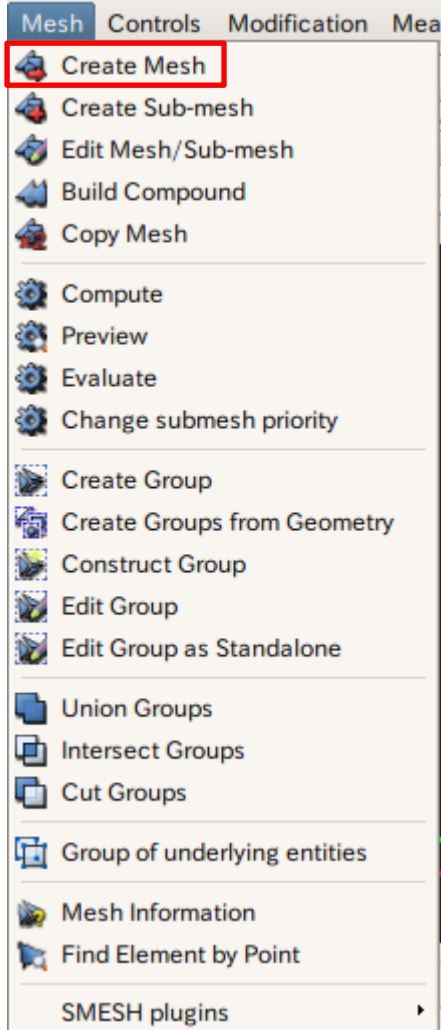 Mesh Controls Modification Mea
Create Mesh
Create Sub-mesh
Edit Mesh/Sub-mesh
Build Compound
Copy Mesh
Compute
Preview
Evaluate
Change submesh priority
Create Group
Create Groups from Geometry
Construct Group
Edit Group
Edit Group as Standalone
Union Groups
Intersect Groups
Cut Groups
Group of underlying entities
Mesh Information
Find Element by Point
SMESH plugins